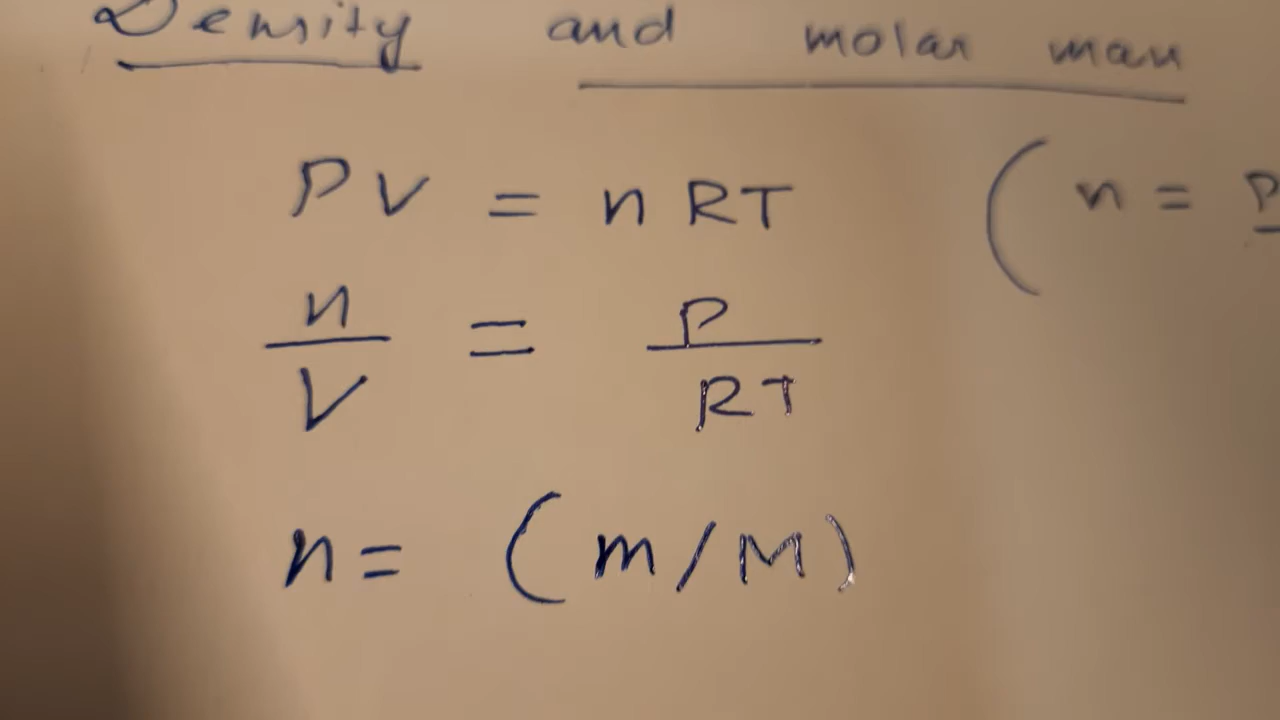 Density and molar mass
PV = nRT (n = P
n/V = P/RT
n= (m/M)